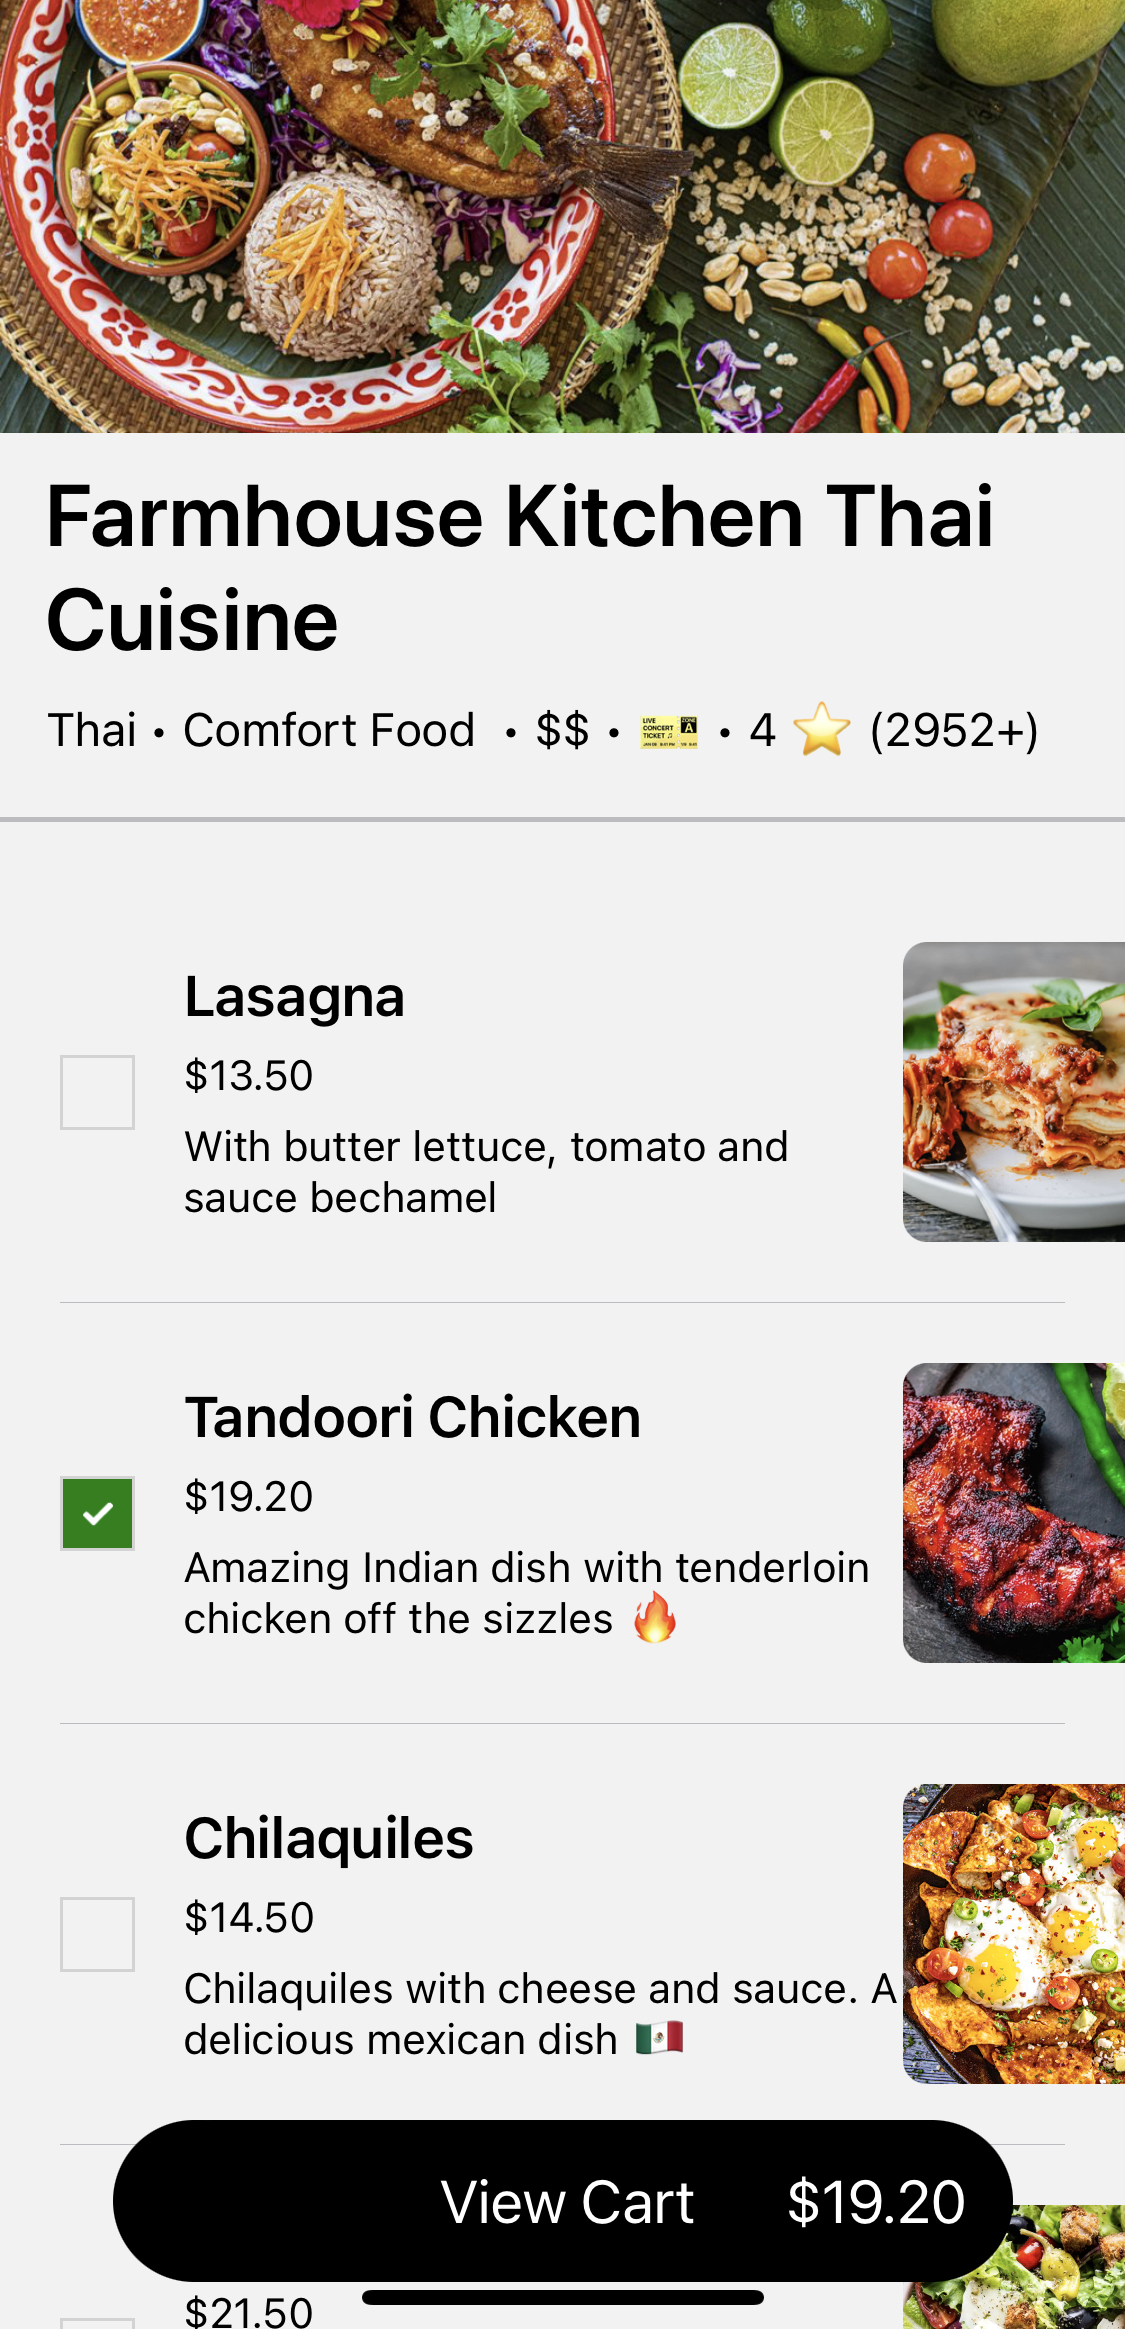 Farmhouse Kitchen Thai
Cuisine
Thai • Comfort Food • $$ • 🎫 • 4 ⭐ (2952+)
Lasagna
$13.50
With butter lettuce, tomato and
sauce bechamel
Tandoori Chicken
$19.20
Amazing Indian dish with tenderloin
chicken off the sizzles 🔥
Chilaquiles
$14.50
Chilaquiles with cheese and sauce. A
delicious mexican dish 🇲🇽
View Cart $19.20
$21.50